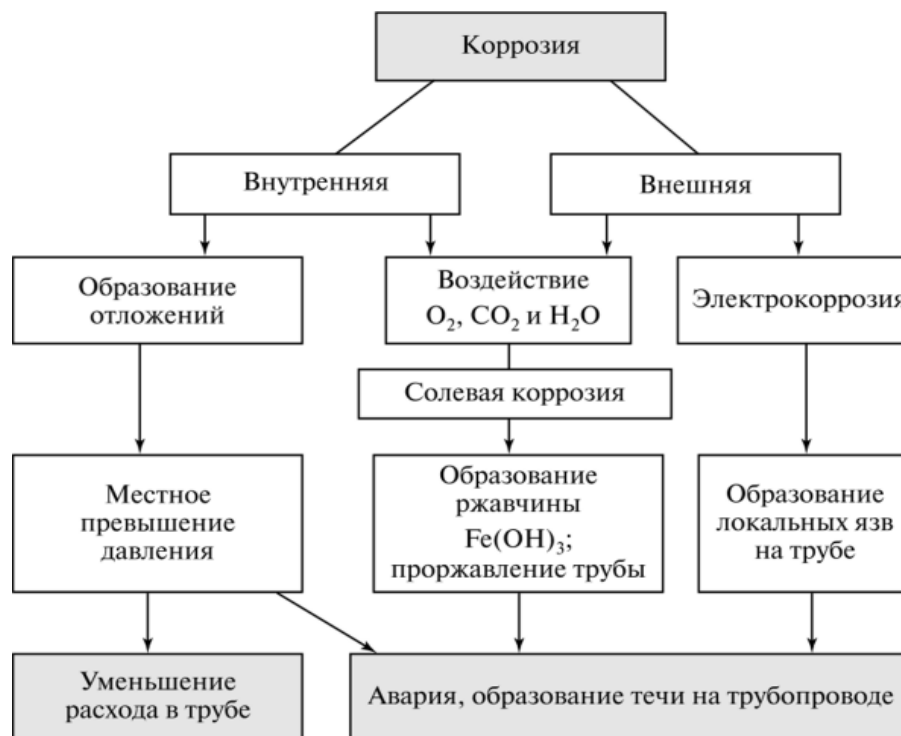 Коррозия
Внутренняя
Внешняя
Образование
отложений
Воздействие
O₂, CO₂ и H₂O
Электрокоррозия
Солевая коррозия
Местное
превышение
давления
Образование
ржавчины
Fe(OH)₃;
проржавление трубы
Образование
локальных язв
на трубе
Уменьшение
расхода в трубе
Авария, образование течи на трубопроводе